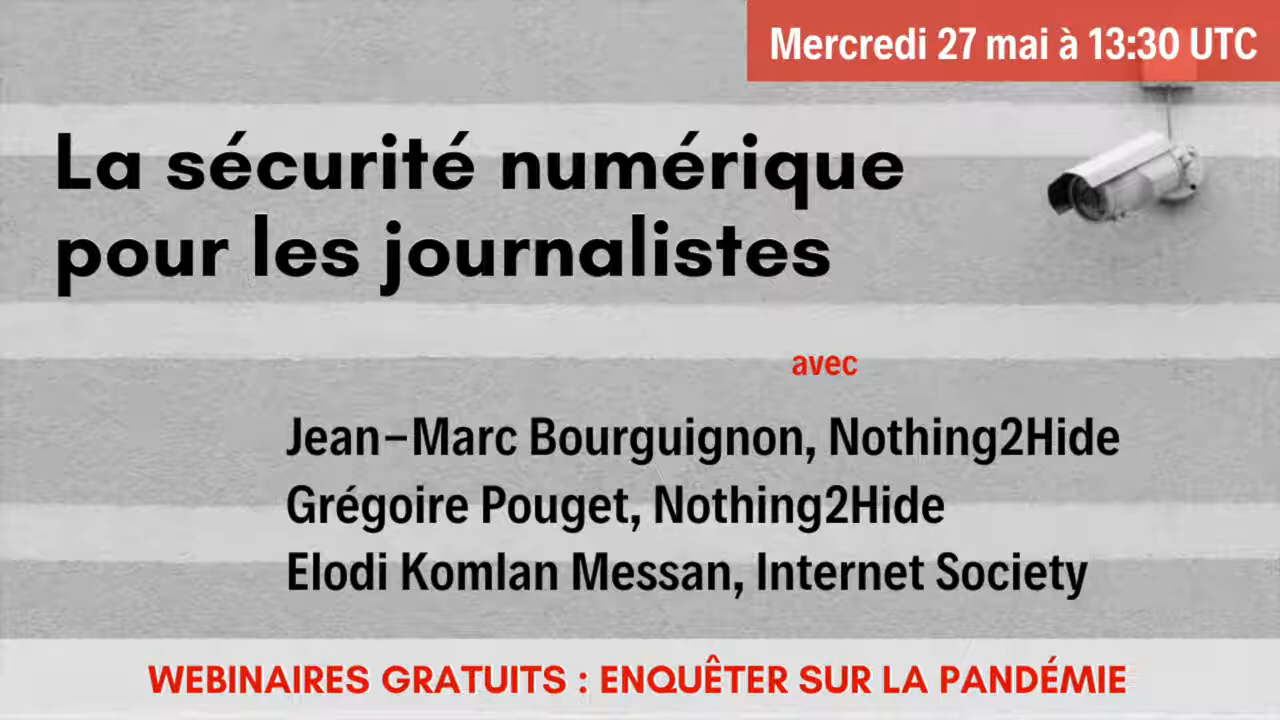 Mercredi 27 mai à 13:30 UTC
La sécurité numérique
pour les journalistes
avec
Jean–Marc Bourguignon, Nothing2Hide
Grégoire Pouget, Nothing2Hide
Elodi Komlan Messan, Internet Society
WEBINAIRES GRATUITS : ENQUÊTER SUR LA PANDÉMIE